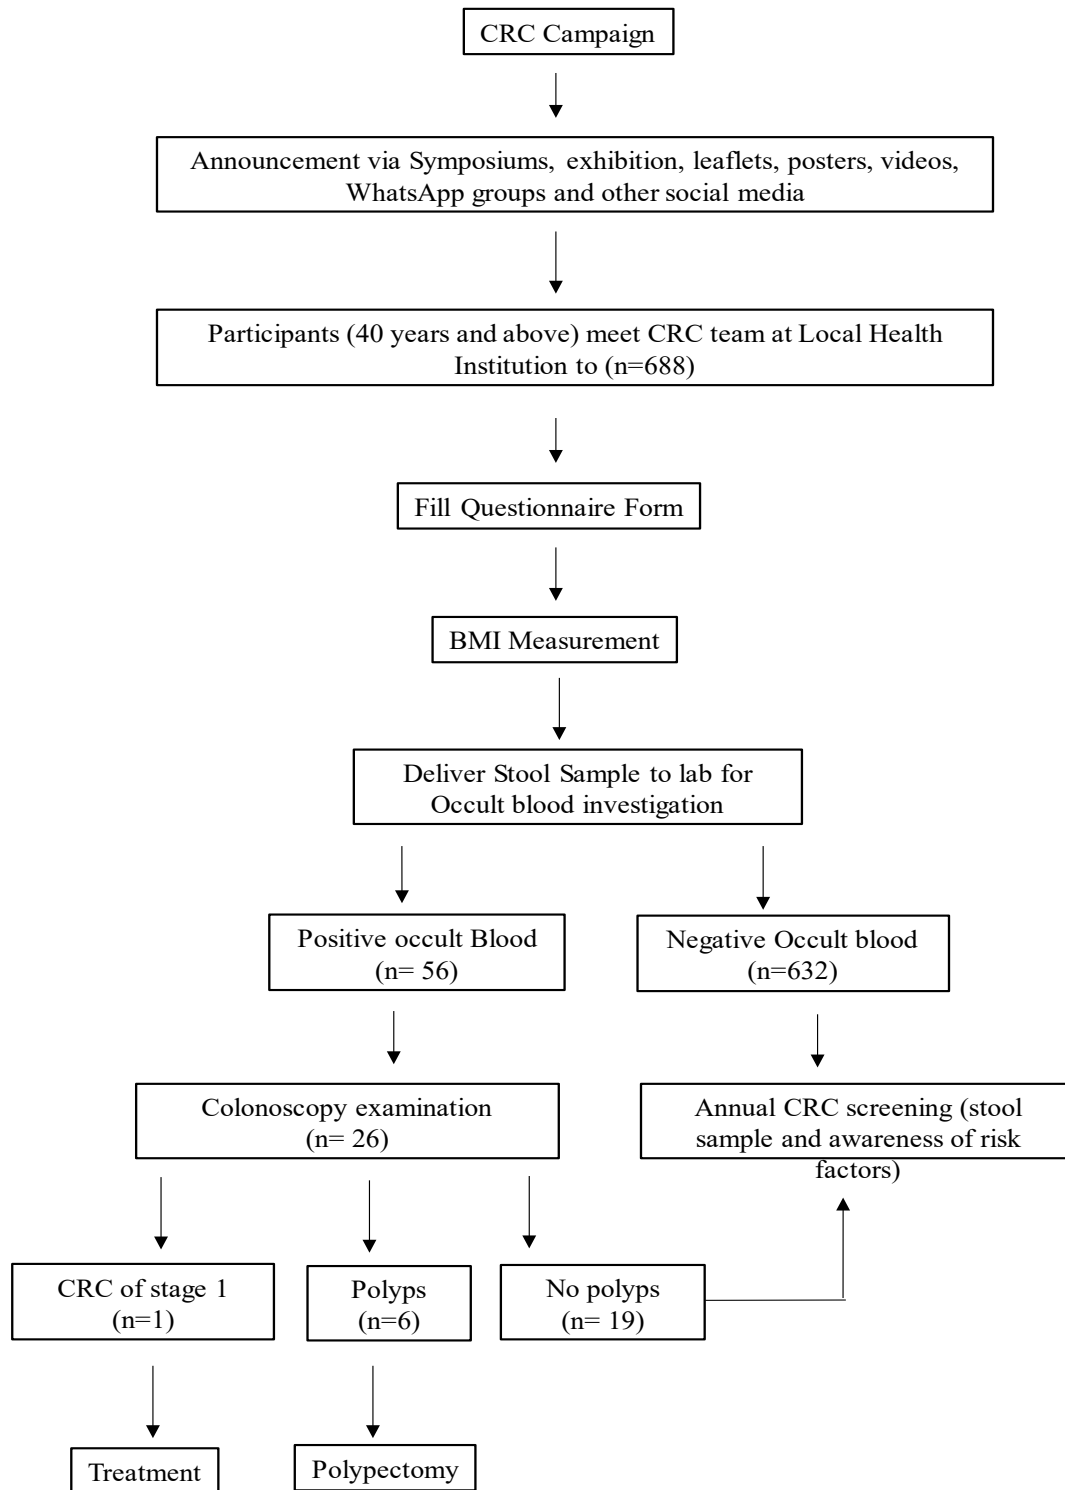 CRC Campaign
Announcement via Symposiums, exhibition, leaflets, posters, videos,
WhatsApp groups and other social media
Participants (40 years and above) meet CRC team at Local Health
Institution to (n=688)
Fill Questionnaire Form
BMI Measurement
Deliver Stool Sample to lab for
Occult blood investigation
Positive occult Blood
(n= 56)
Negative Occult blood
(n=632)
Colonoscopy examination
(n= 26)
Annual CRC screening (stool
sample and awareness of risk
factors)
CRC of stage 1
(n=1)
Polyps
(n=6)
No polyps
(n= 19)
Treatment
Polypectomy